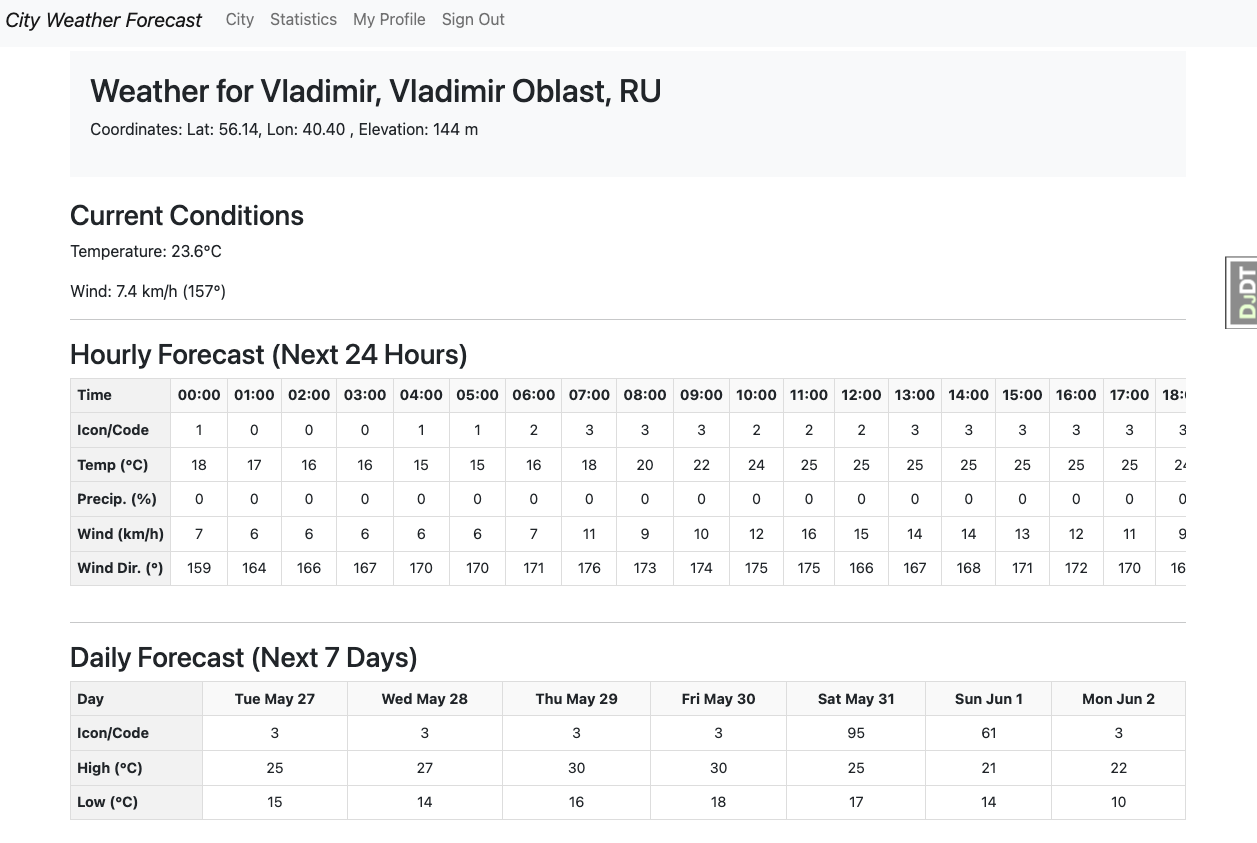 City Weather Forecast City Statistics My Profile Sign Out
Weather for Vladimir, Vladimir Oblast, RU
Coordinates: Lat: 56.14, Lon: 40.40 , Elevation: 144 m
Current Conditions
Temperature: 23.6°C
Wind: 7.4 km/h (157°)
DJDT
Hourly Forecast (Next 24 Hours)
Time 00:00 01:00 02:00 03:00 04:00 05:00 06:00 07:00 08:00 09:00 10:00 11:00 12:00 13:00 14:00 15:00 16:00 17:00
Icon/Code 1 0 0 0 1 1 2 3 3 3 2 2 2 3 3 3 3 3 3
Temp (°C) 18 17 16 16 15 15 16 18 20 22 24 25 25 25 25 25 25 25 24
Precip. (%) 0 0 0 0 0 0 0 0 0 0 0 0 0 0 0 0 0 0 0
Wind (km/h) 7 6 6 6 6 6 7 11 9 10 12 16 15 14 14 13 12 11 9
Wind Dir. (°) 159 164 166 167 170 170 171 176 173 174 175 175 166 167 168 171 172 170
Daily Forecast (Next 7 Days)
Day Tue May 27 Wed May 28 Thu May 29 Fri May 30 Sat May 31 Sun Jun 1 Mon Jun 2
Icon/Code 3 3 3 3 95 61 3
High (°C) 25 27 30 30 25 21 22
Low (°C) 15 14 16 18 17 14 10